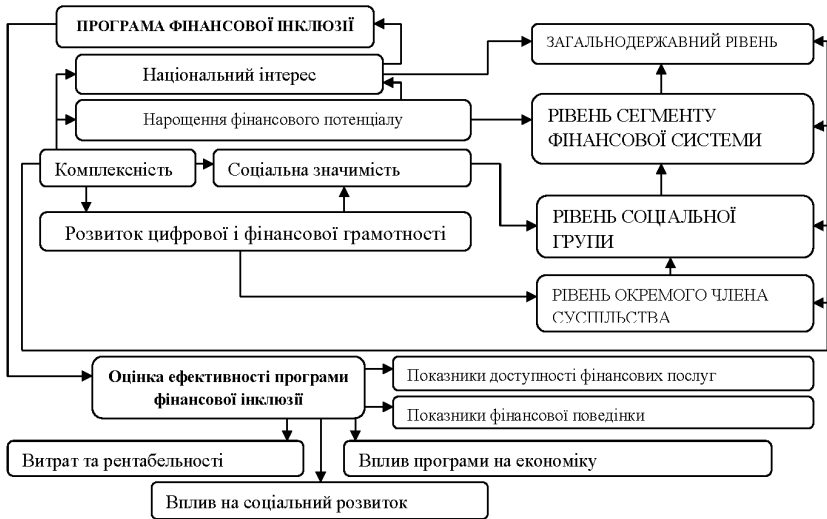 ПРОГРАМА ФІНАНСОВОЇ ІНКЛЮЗІЇ
ЗАГАЛЬНОДЕРЖАВНИЙ РІВЕНЬ
Національний інтерес
Нарощення фінансового потенціалу
РІВЕНЬ СЕГМЕНТУ
ФІНАНСОВОЇ СИСТЕМИ
Комплексність
Соціальна значимість
РІВЕНЬ СОЦІАЛЬНОЇ
ГРУПИ
Розвиток цифрової і фінансової грамотності
РІВЕНЬ ОКРЕМОГО ЧЛЕНА
СУСПІЛЬСТВА
Оцінка ефективності програми
фінансової інклюзії
Показники доступності фінансових послуг
Показники фінансової поведінки
Витрат та рентабельності
Вплив програми на економіку
Вплив на соціальний розвиток